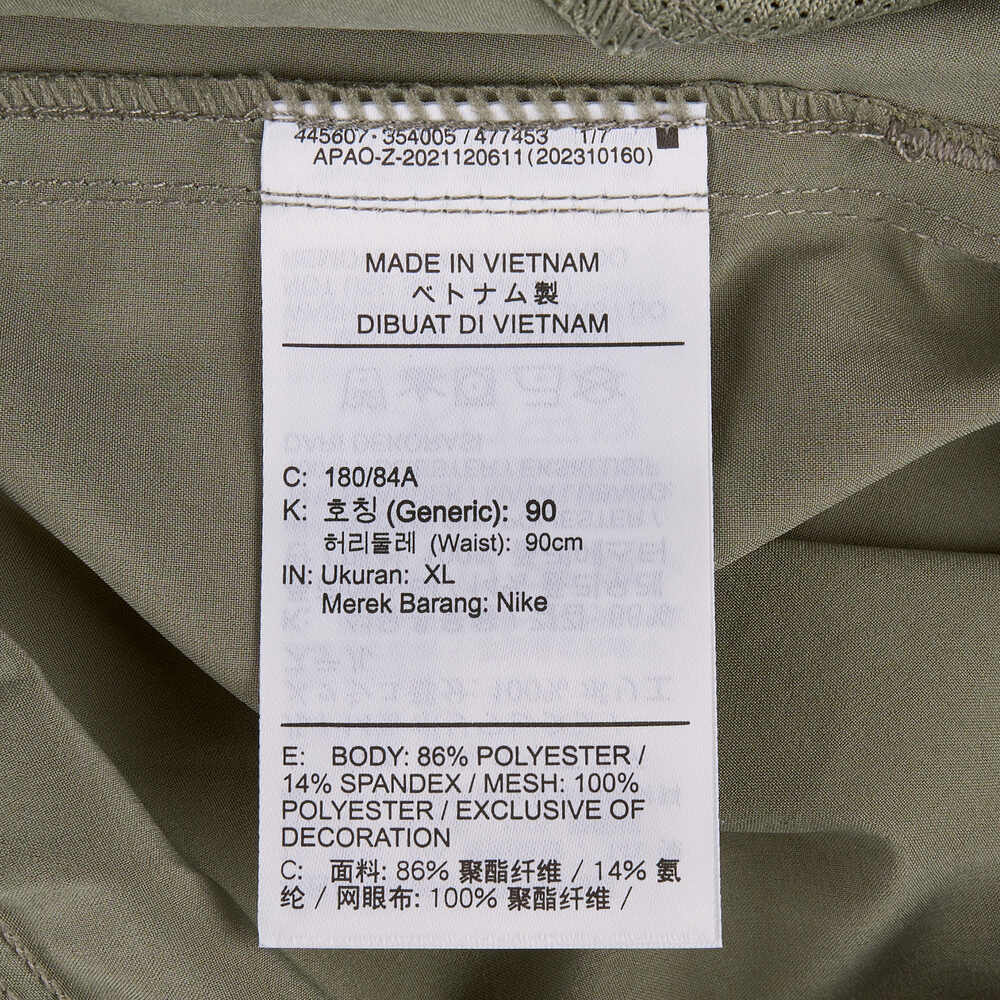 445607-354005 / 477453 1/7
APAO-Z-2021120611(202310160)
MADE IN VIETNAM
ベトナム製
DIBUAT DI VIETNAM
C: 180/84A
K: 호칭 (Generic): 90
허리둘레 (Waist): 90cm
IN: Ukuran: XL
Merek Barang: Nike
E: BODY: 86% POLYESTER /
14% SPANDEX / MESH: 100%
POLYESTER / EXCLUSIVE OF
DECORATION
C: 面料: 86% 聚酯纤维 / 14% 氨
纶 / 网眼布: 100% 聚酯纤维 /